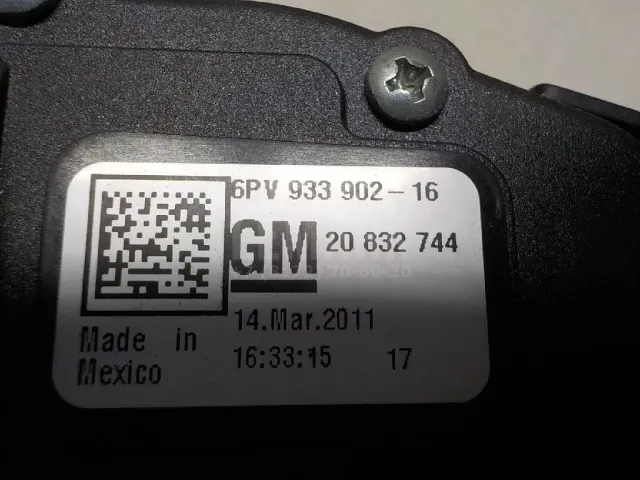 6PV 933 902-16
GM 20 832 744
14.Mar.2011
Made in
Mexico
16:33:15 17